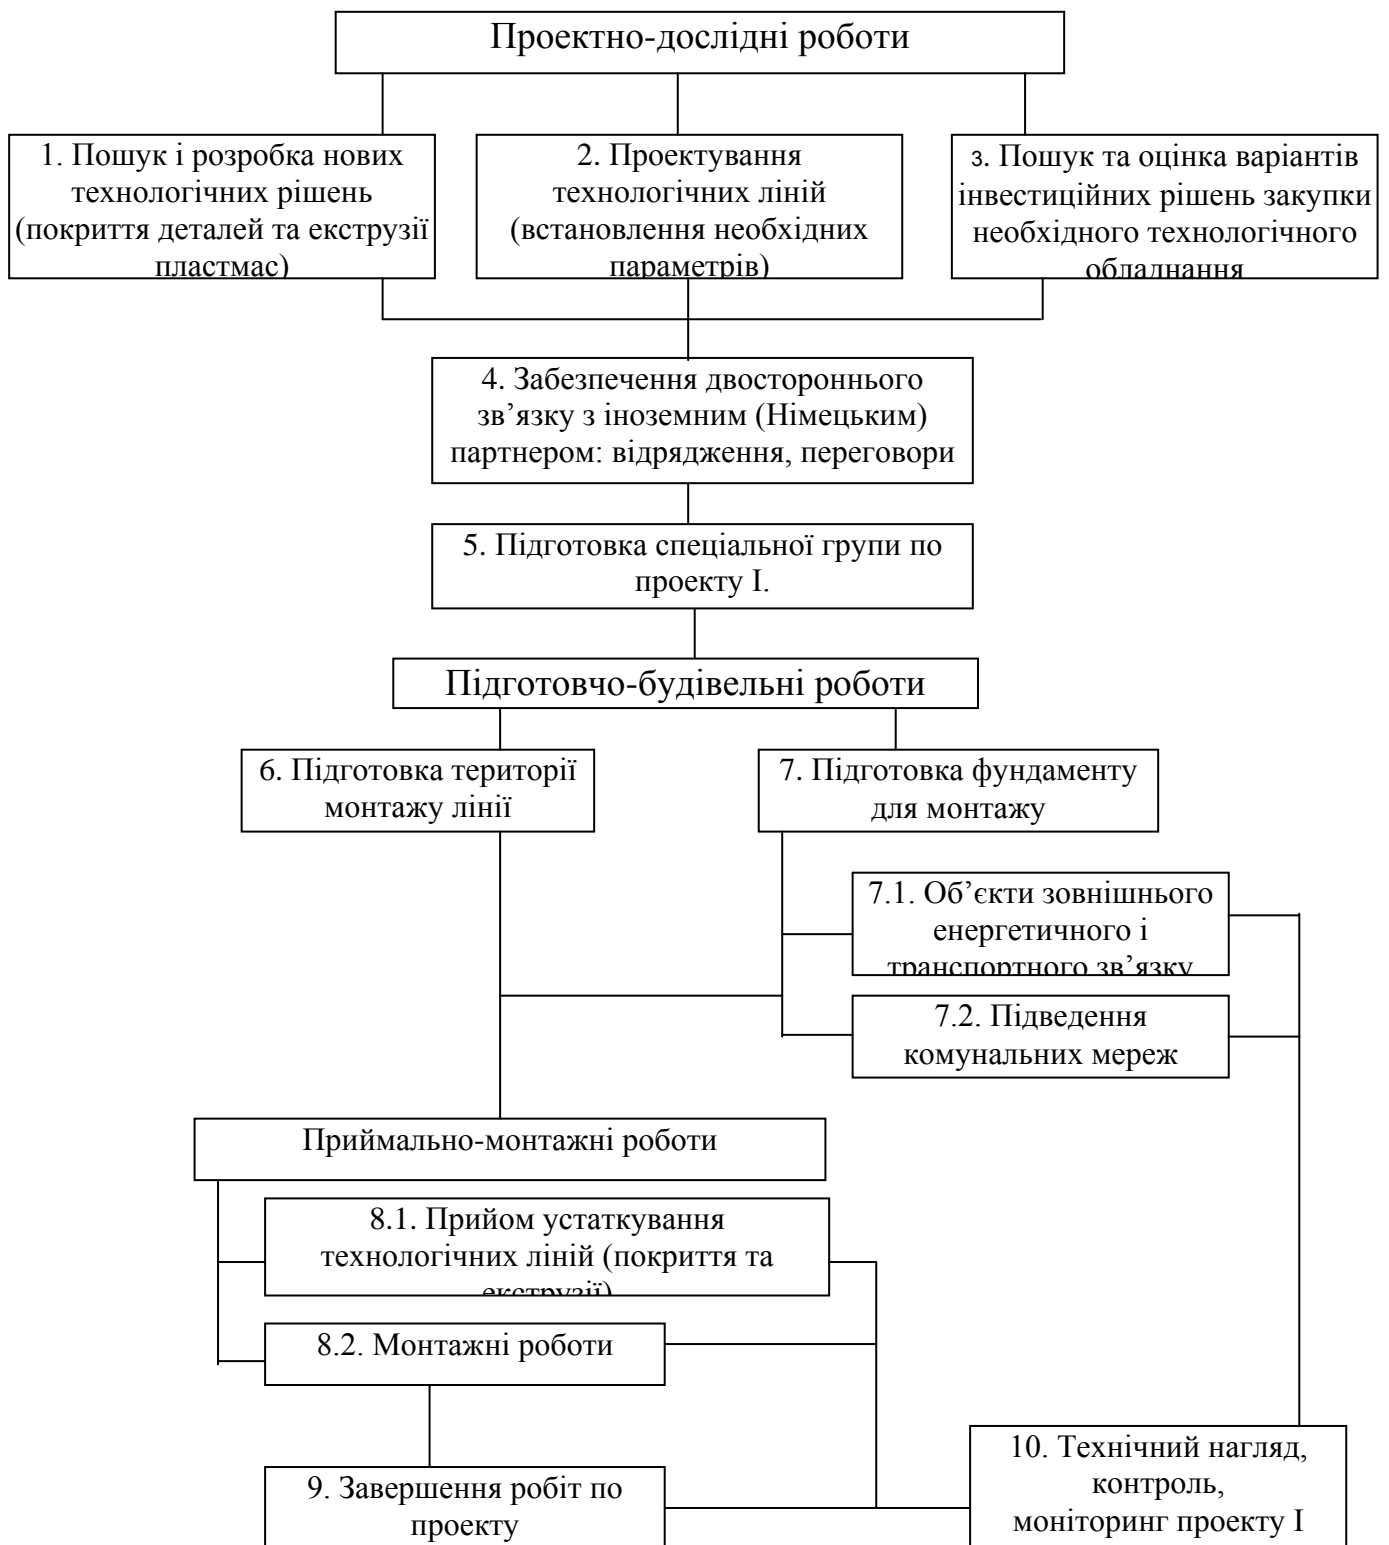 Проектно-дослідні роботи
1. Пошук і розробка нових
технологічних рішень
(покриття деталей та екструзії
пластмас)
2. Проектування
технологічних ліній
(встановлення необхідних
параметрів)
3. Пошук та оцінка варіантів
інвестиційних рішень закупки
необхідного технологічного
обладнання
4. Забезпечення двостороннього
зв’язку з іноземним (Німецьким)
партнером: відрядження, переговори
5. Підготовка спеціальної групи по
проекту І.
Підготовчо-будівельні роботи
6. Підготовка території
монтажу лінії
7. Підготовка фундаменту
для монтажу
7.1. Об’єкти зовнішнього
енергетичного і
транспортного зв’язку
7.2. Підведення
комунальних мереж
Приймально-монтажні роботи
8.1. Прийом устаткування
технологічних ліній (покриття та
екструзії)
8.2. Монтажні роботи
9. Завершення робіт по
проекту
10. Технічний нагляд,
контроль,
моніторинг проекту І